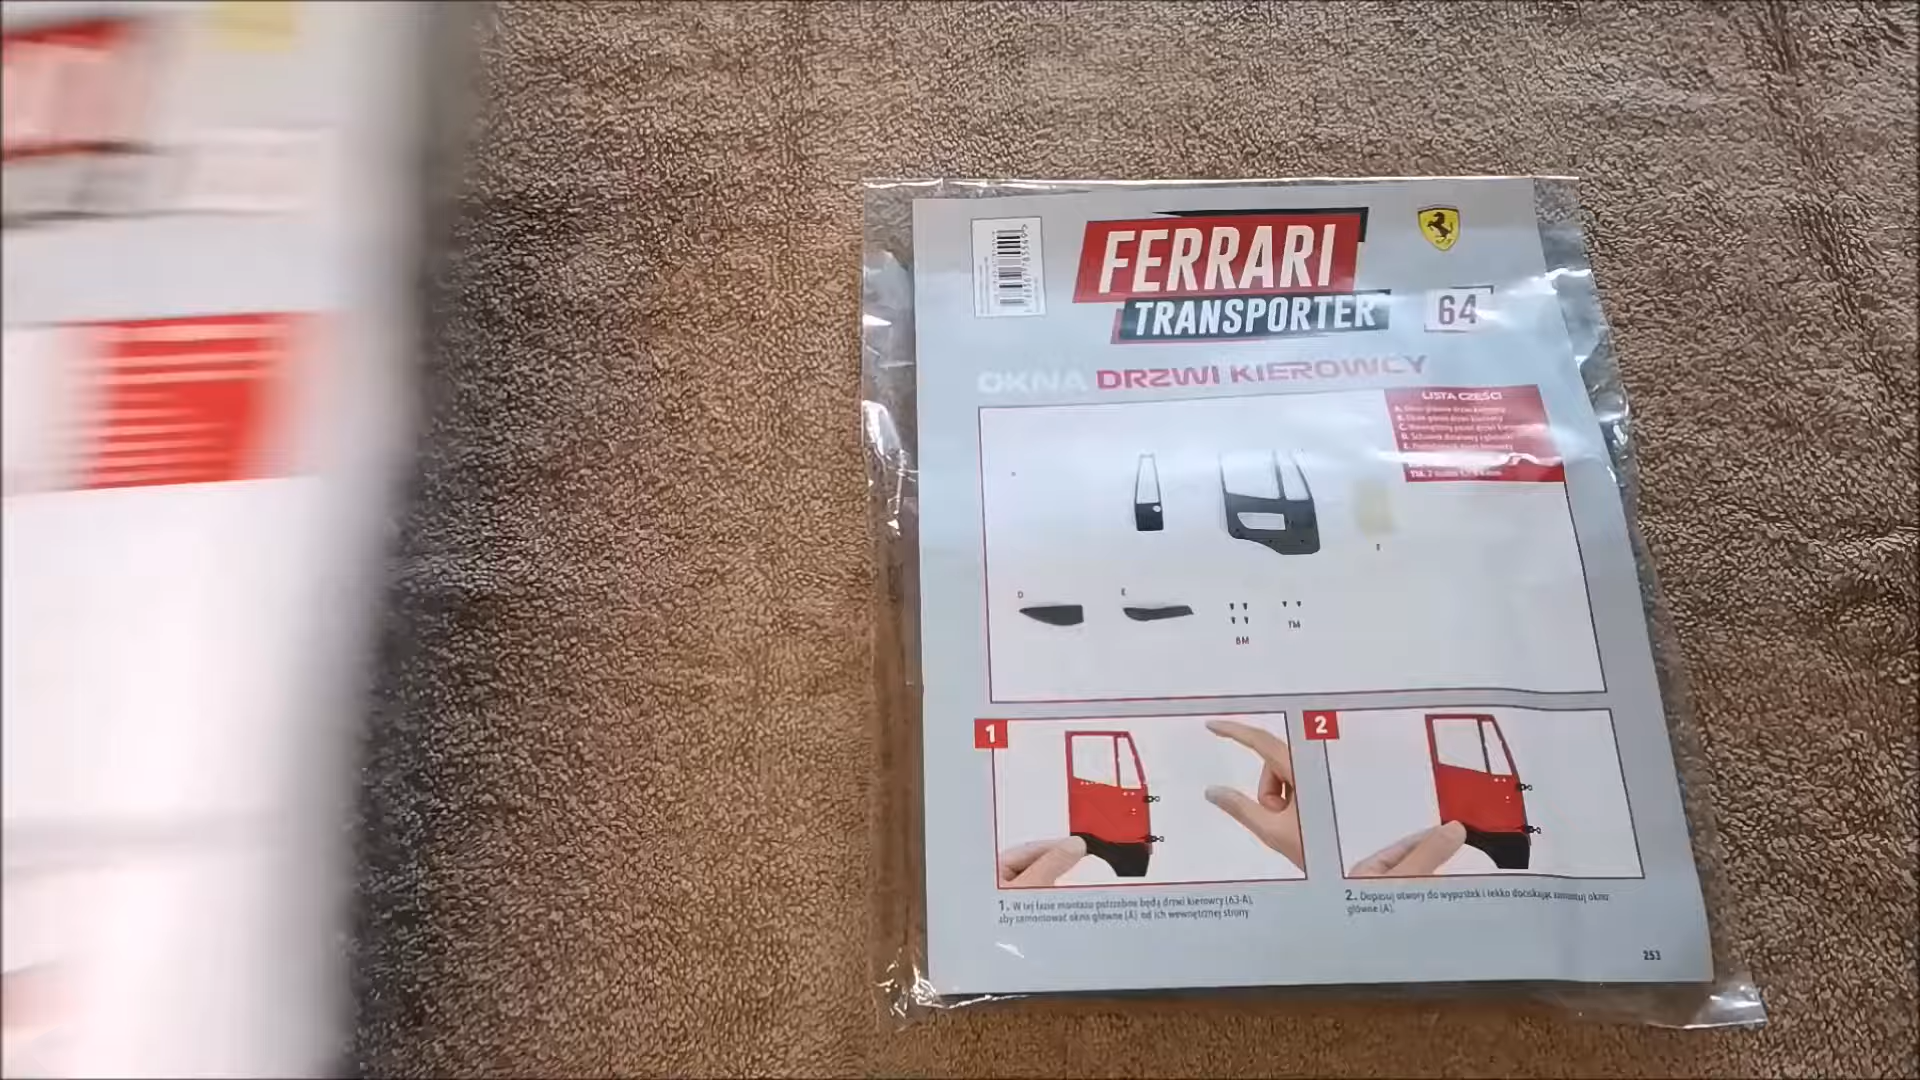 FERRARI
TRANSPORTER
64
OKNA DRZWI KIEROWCY
LISTA CZĘŚCI
D
E
F
BM
TM
1
2
1. W tej fazie montażu potrzebne będą drzwi kierowcy (63-A),
aby zamontować okno główne (A) od ich wewnętrznej strony
2. Dopasuj otwory do wypustek i lekko dociskając zamontuj okno
główne (A).
253